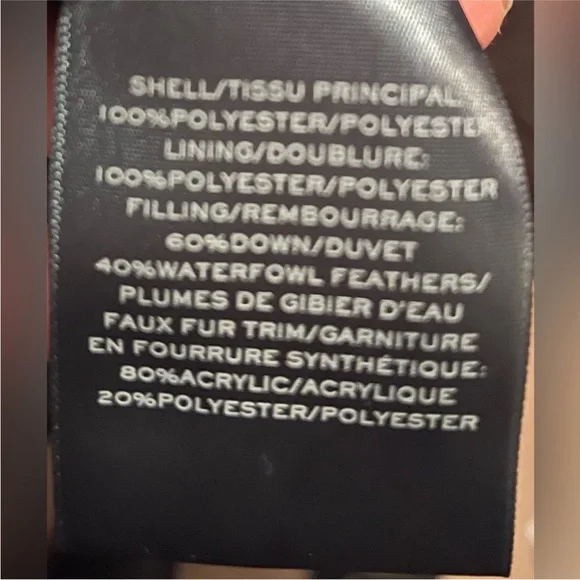 SHELL/TISSU PRINCIPAL:
100%POLYESTER/POLYESTER
LINING/DOUBLURE:
100%POLYESTER/POLYESTER
FILLING/REMBOURRAGE:
60%DOWN/DUVET
40%WATERFOWL FEATHERS/
PLUMES DE GIBIER D'EAU
FAUX FUR TRIM/GARNITURE
EN FOURRURE SYNTHÉTIQUE:
80%ACRYLIC/ACRYLIQUE
20%POLYESTER/POLYESTER